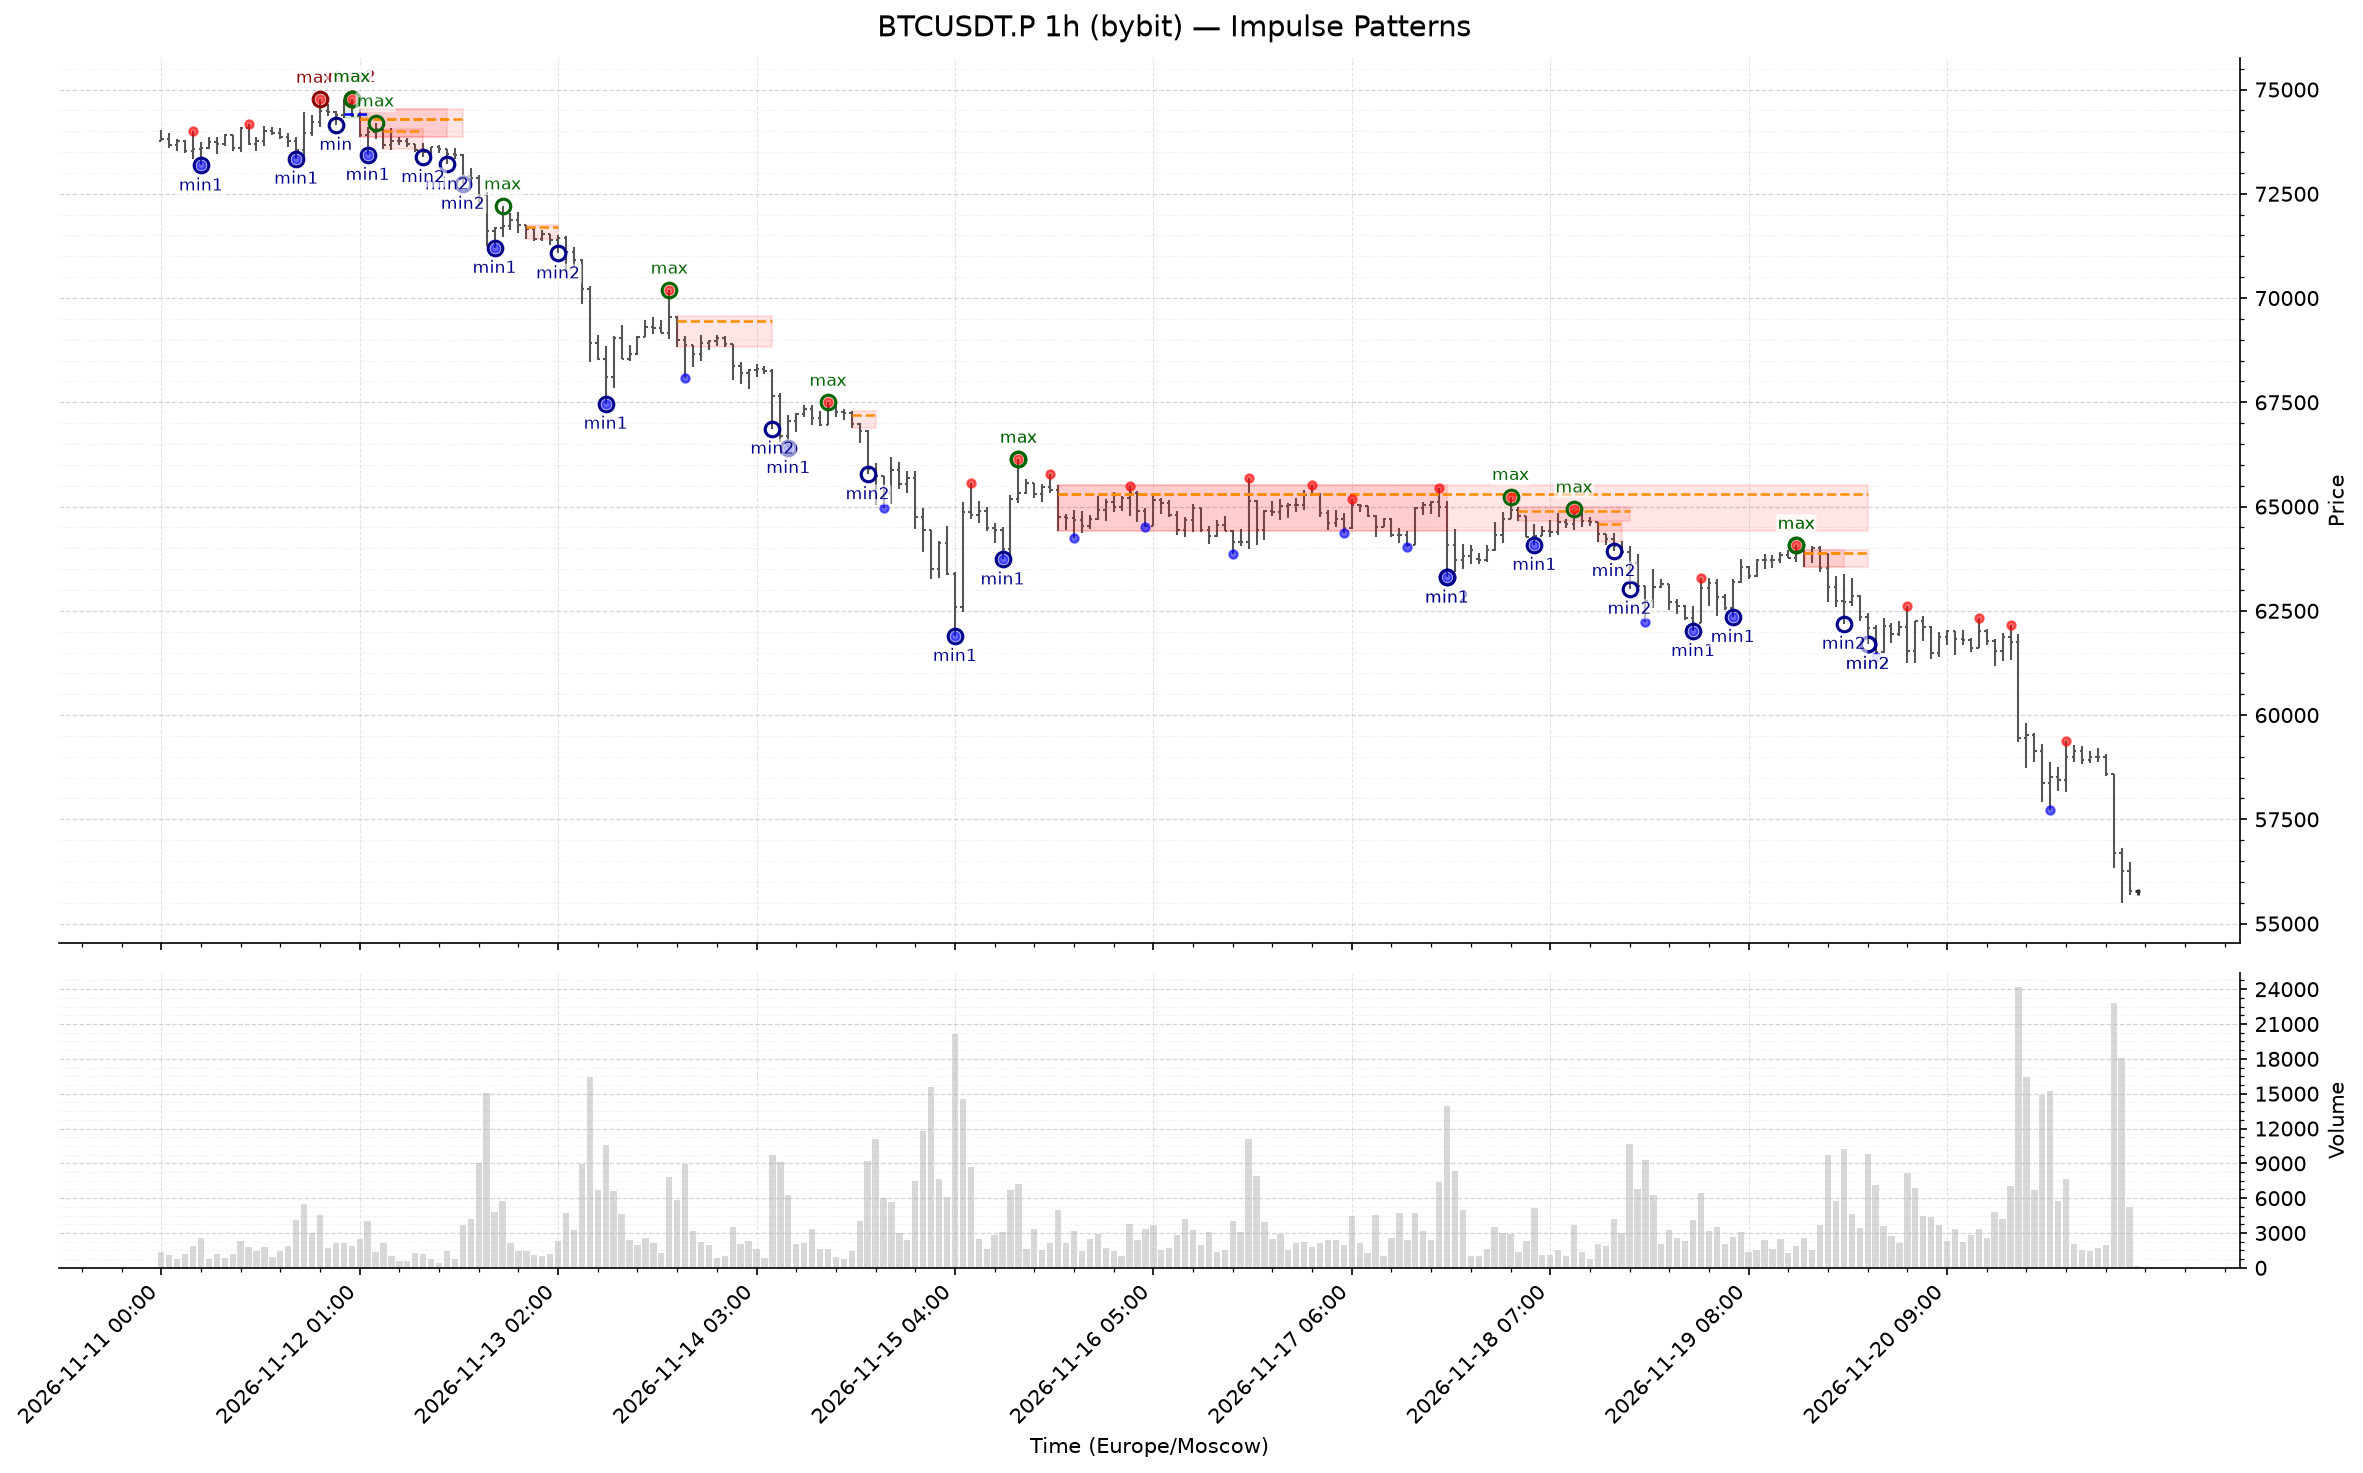 BTCUSDT.P 1h (bybit) — Impulse Patterns
max
max
min
min1
min1
min1
min2
min2
max
min1
min2
max
min1
max
min2
min1
min2
max
min1
min1
min1
max
max
min1
min2
min2
min1
min1
max
min2
min2
75000
72500
70000
67500
65000
62500
60000
57500
55000
Price
24000
21000
18000
15000
12000
9000
6000
3000
0
Volume
2026-11-11 00:00
2026-11-12 01:00
2026-11-13 02:00
2026-11-14 03:00
2026-11-15 04:00
2026-11-16 05:00
2026-11-17 06:00
2026-11-18 07:00
2026-11-19 08:00
2026-11-20 09:00
Time (Europe/Moscow)